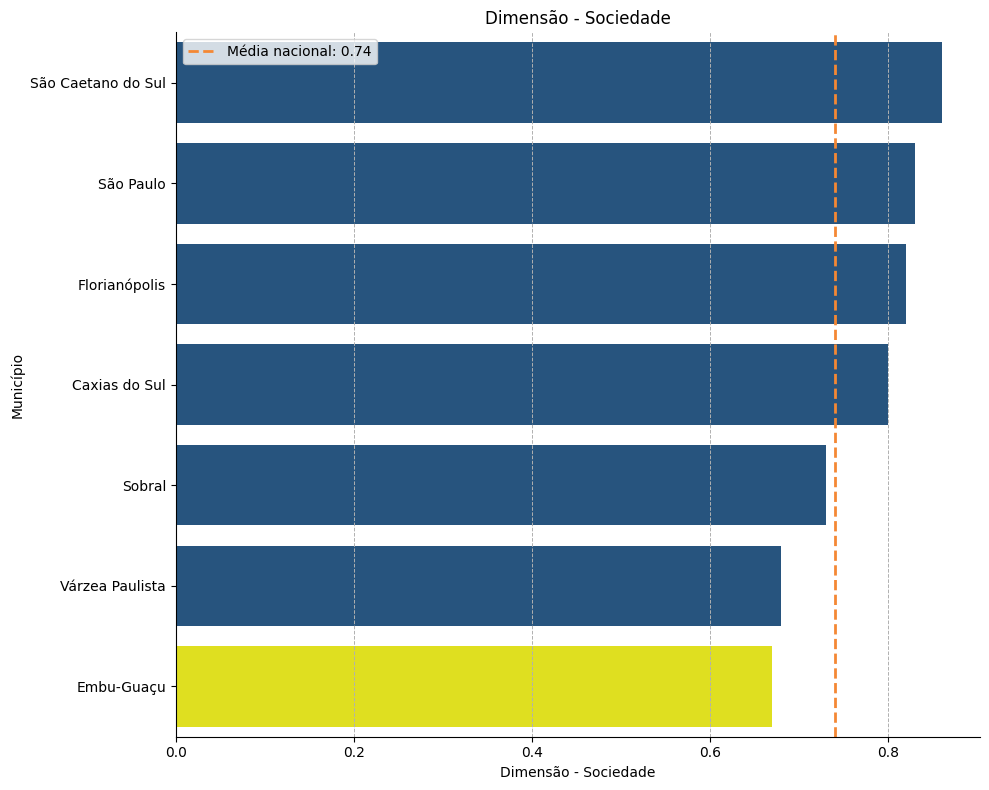 Dimensão - Sociedade
Média nacional: 0.74
São Caetano do Sul
São Paulo
Florianópolis
Caxias do Sul
Sobral
Várzea Paulista
Embu-Guaçu
Município
0.0 0.2 0.4 0.6 0.8
Dimensão - Sociedade